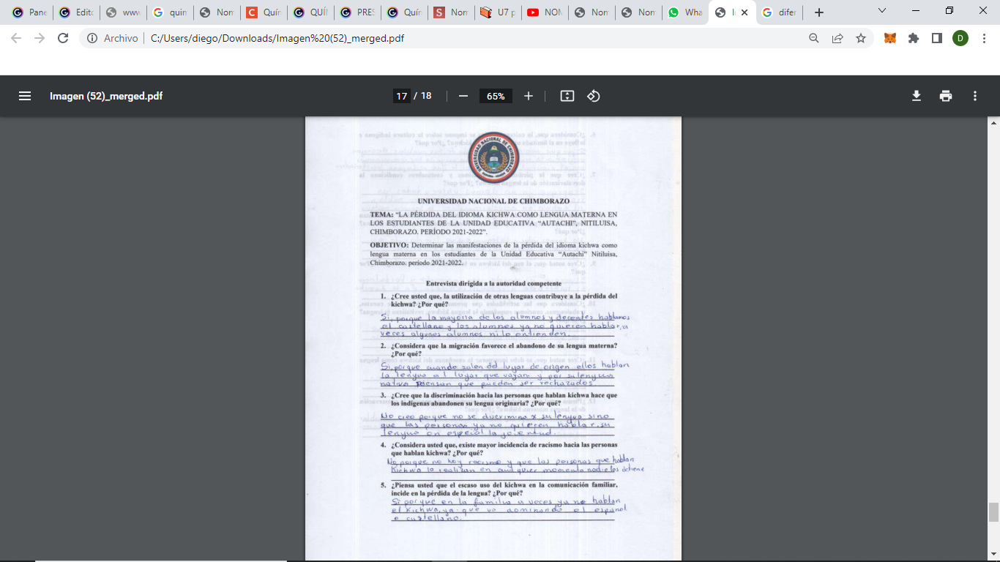 Pane
Edito
www
quim
Nom
Quín
QUÍI
PRES
Quín
Nom
U7 p
NOM
Nom
Nom
Wha
I
difer
Archivo
C:/Users/diego/Downloads/Imagen%20(52)_merged.pdf
D
Imagen (52)_merged.pdf
17 / 18
65%
UNIVERSIDAD NACIONAL DE CHIMBORAZO
UNIVERSIDAD NACIONAL DE CHIMBORAZO
TEMA: “LA PÉRDIDA DEL IDIOMA KICHWA COMO LENGUA MATERNA EN
LOS ESTUDIANTES DE LA UNIDAD EDUCATIVA “AUTACHI”, NITILUISA,
CHIMBORAZO. PERÍODO 2021-2022”.
OBJETIVO: Determinar las manifestaciones de la pérdida del idioma kichwa como
lengua materna en los estudiantes de la Unidad Educativa “Autachi” Nitiluisa,
Chimborazo. periodo 2021-2022.
Entrevista dirigida a la autoridad competente
1. ¿Cree usted que, la utilización de otras lenguas contribuye a la pérdida del
kichwa? ¿Por qué?
Si, porque la mayoria de los alumnos y docentes hablamos
el castellano y los alumnos ya no quieren hablar, a
veces algunos alumnos ni lo entienden.
2. ¿Considera que la migración favorece el abandono de su lengua materna?
¿Por qué?
Si, porque cuando salen del lugar de origen ellos hablan
la lengua al lugar que vayan y por su lengua
nativa piensan que pueden ser rechazados.
3. ¿Cree que la discriminación hacia las personas que hablan kichwa hace que
los indígenas abandonen su lengua originaria? ¿Por qué?
No creo porque no se discrimina x su lengua sino
que las personas ya no quieren hablar su
lengua en especial la juventud.
4. ¿Considera usted que, existe mayor incidencia de racismo hacia las personas
que hablan kichwa? ¿Por qué?
No porque no hay racismo y que las personas que hablan
Kichwa lo realizan en cualquier momento nadie los detiene
5. ¿Piensa usted que el escaso uso del kichwa en la comunicación familiar,
incide en la pérdida de la lengua? ¿Por qué?
Si porque en la familia a veces ya no hablan
el Kichwa, ya que va dominando el español
o castellano.